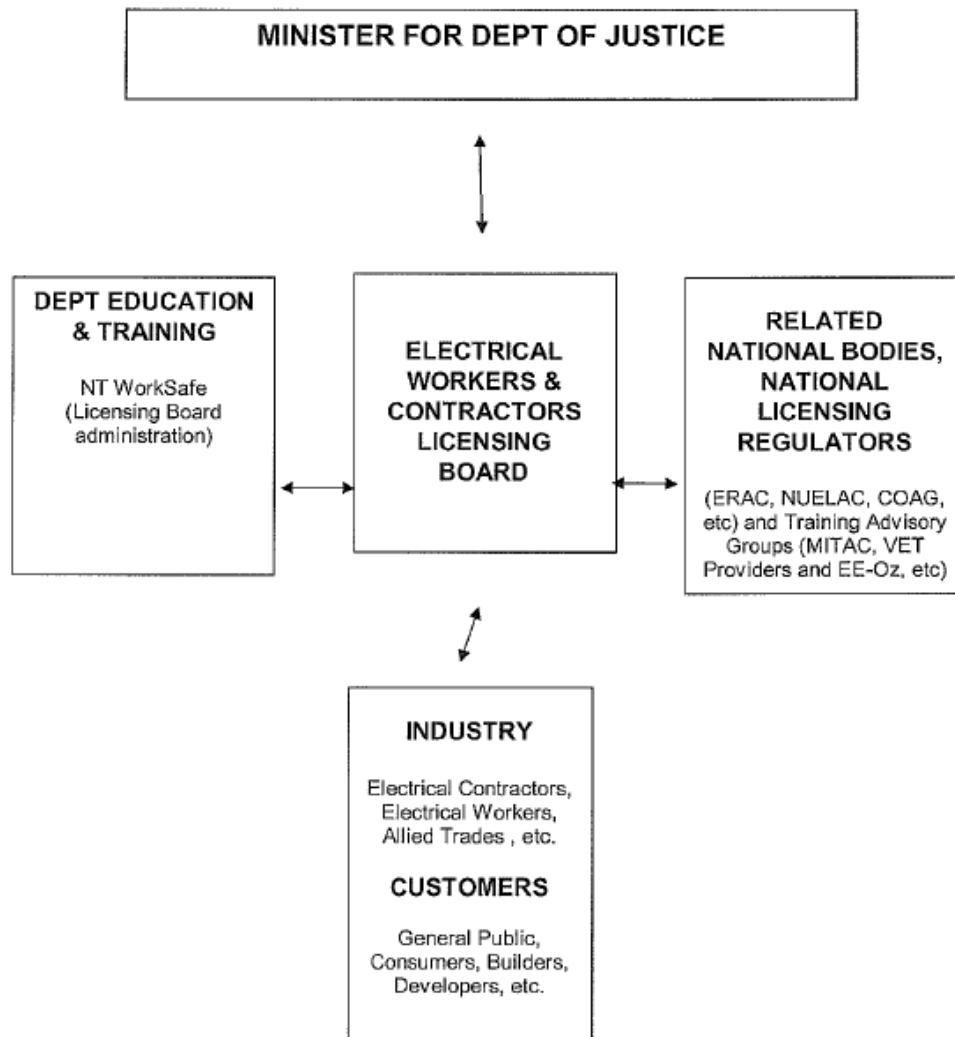 MINISTER FOR DEPT OF JUSTICE
DEPT EDUCATION
& TRAINING
NT WorkSafe
(Licensing Board
administration)
ELECTRICAL
WORKERS &
CONTRACTORS
LICENSING
BOARD
RELATED
NATIONAL BODIES,
NATIONAL
LICENSING
REGULATORS
(ERAC, NUELAC, COAG,
etc) and Training Advisory
Groups (MITAC, VET
Providers and EE-Oz, etc)
INDUSTRY
Electrical Contractors,
Electrical Workers,
Allied Trades , etc.
CUSTOMERS
General Public,
Consumers, Builders,
Developers, etc.